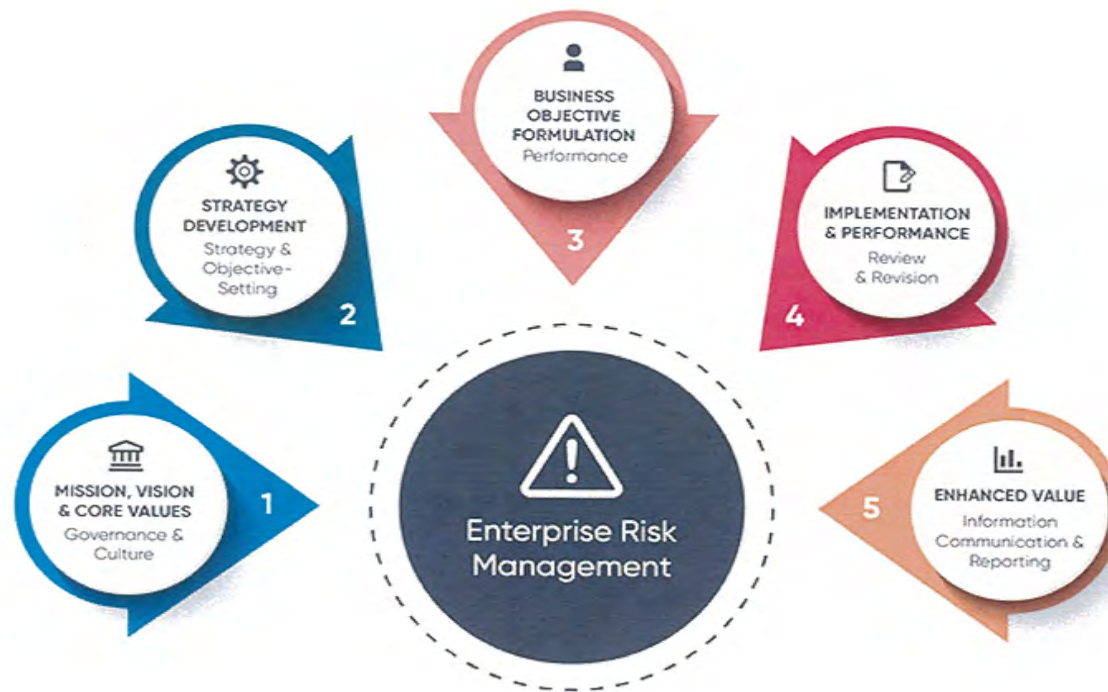 MISSION, VISION
& CORE VALUES
Governance &
Culture
1
STRATEGY
DEVELOPMENT
Strategy &
Objective-
Setting
2
BUSINESS
OBJECTIVE
FORMULATION
Performance
3
IMPLEMENTATION
& PERFORMANCE
Review
& Revision
4
ENHANCED VALUE
Information
Communication &
Reporting
5
Enterprise Risk
Management